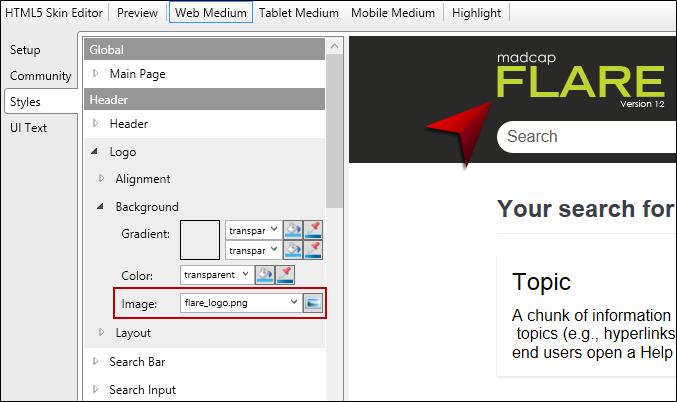 HTML5 Skin Editor Preview Web Medium Tablet Medium Mobile Medium Highlight
Setup
Community
Styles
UI Text
Global
Main Page
Header
Header
Logo
Alignment
Background
Gradient: transpar
transpar
Color: transparent
Image: flare_logo.png
Layout
Search Bar
Search Input
madcap
FLARE
Version 12
Search
Your search for
Topic
A chunk of information
topics (e.g., hyperlinks
end users open a Help